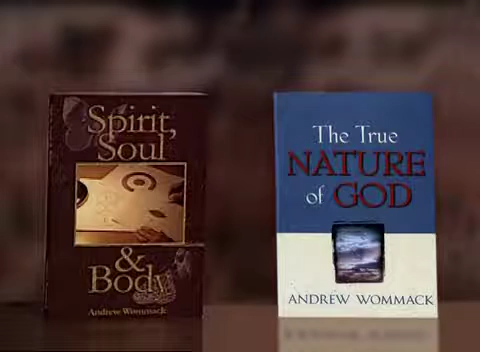 Spirit,
Soul
& 
Body
Andrew Wommack
The True
NATURE
of GOD
ANDREW WOMMACK